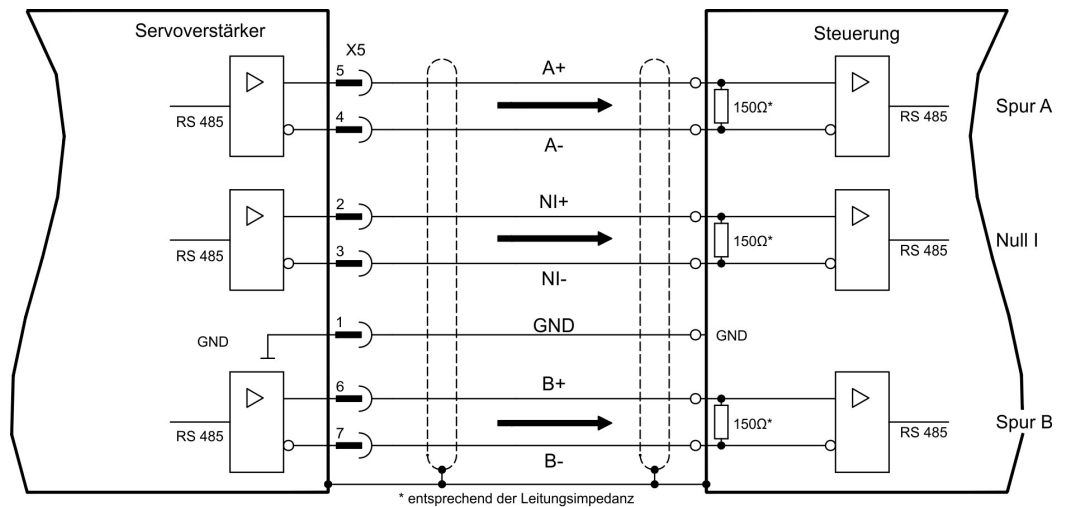 Servoverstärker
Steuerung
X5
5
A+
150Ω*
RS 485
4
A-
RS 485
Spur A
2
NI+
150Ω*
RS 485
3
NI-
RS 485
Null I
GND
1
GND
GND
6
B+
150Ω*
RS 485
7
B-
RS 485
Spur B
* entsprechend der Leitungsimpedanz